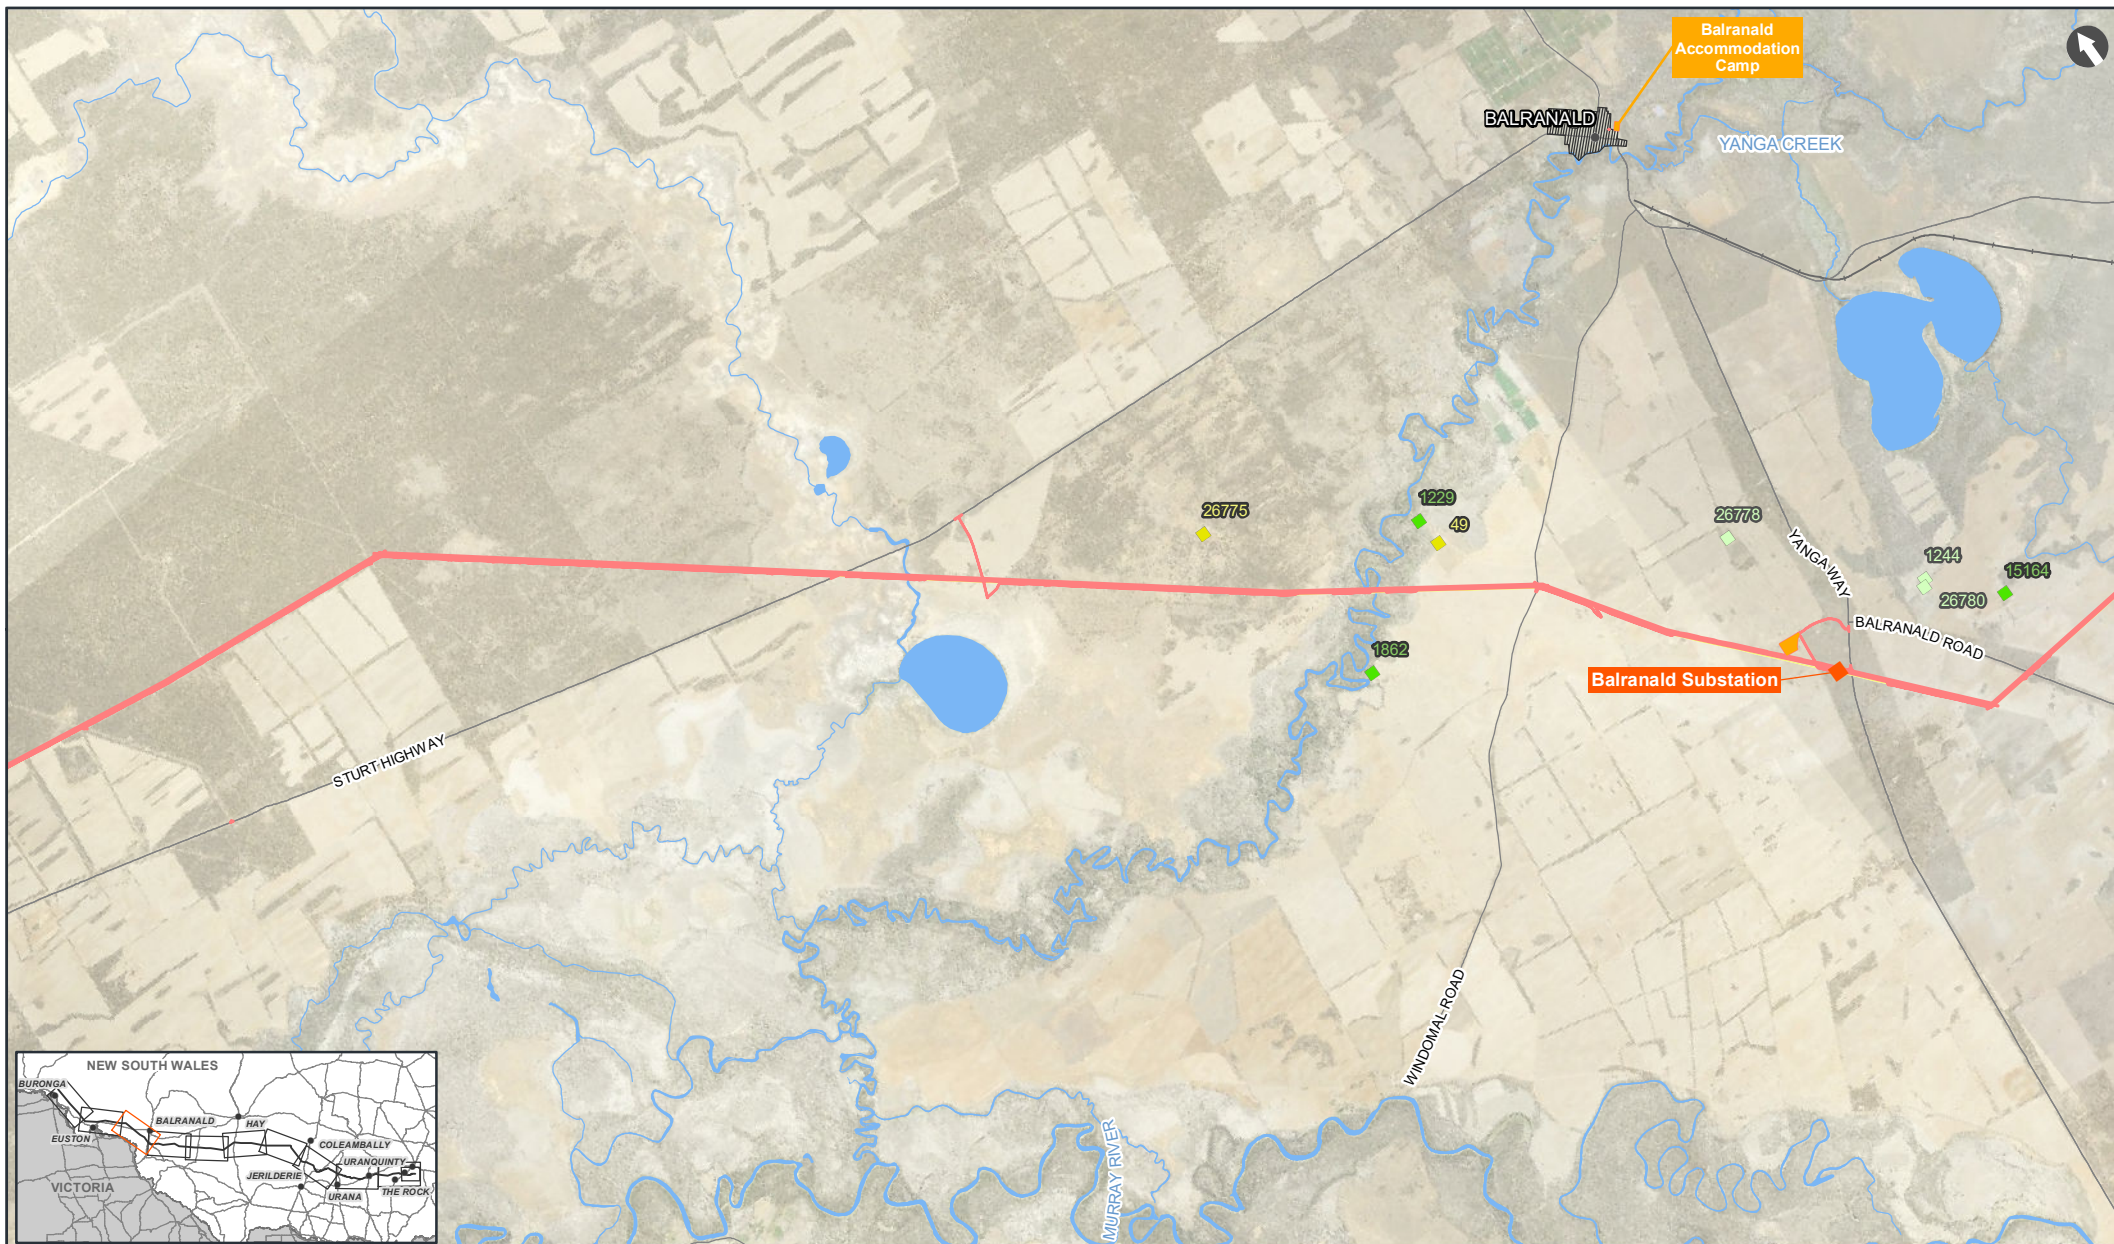 Balranald
Accommodation
Camp
BALRANALD
YANGA CREEK
26775
1229
49
26778
YANGA WAY
1244
15164
26780
BALRANALD ROAD
1862
Balranald Substation
STURT HIGHWAY
WINDOMAL ROAD
MURRAY RIVER
NEW SOUTH WALES
BURONGA
BALRANALD
HAY
EUSTON
COLEAMBALLY
URANQUINTY
JERILDERIE
VICTORIA
URANA
THE ROCK